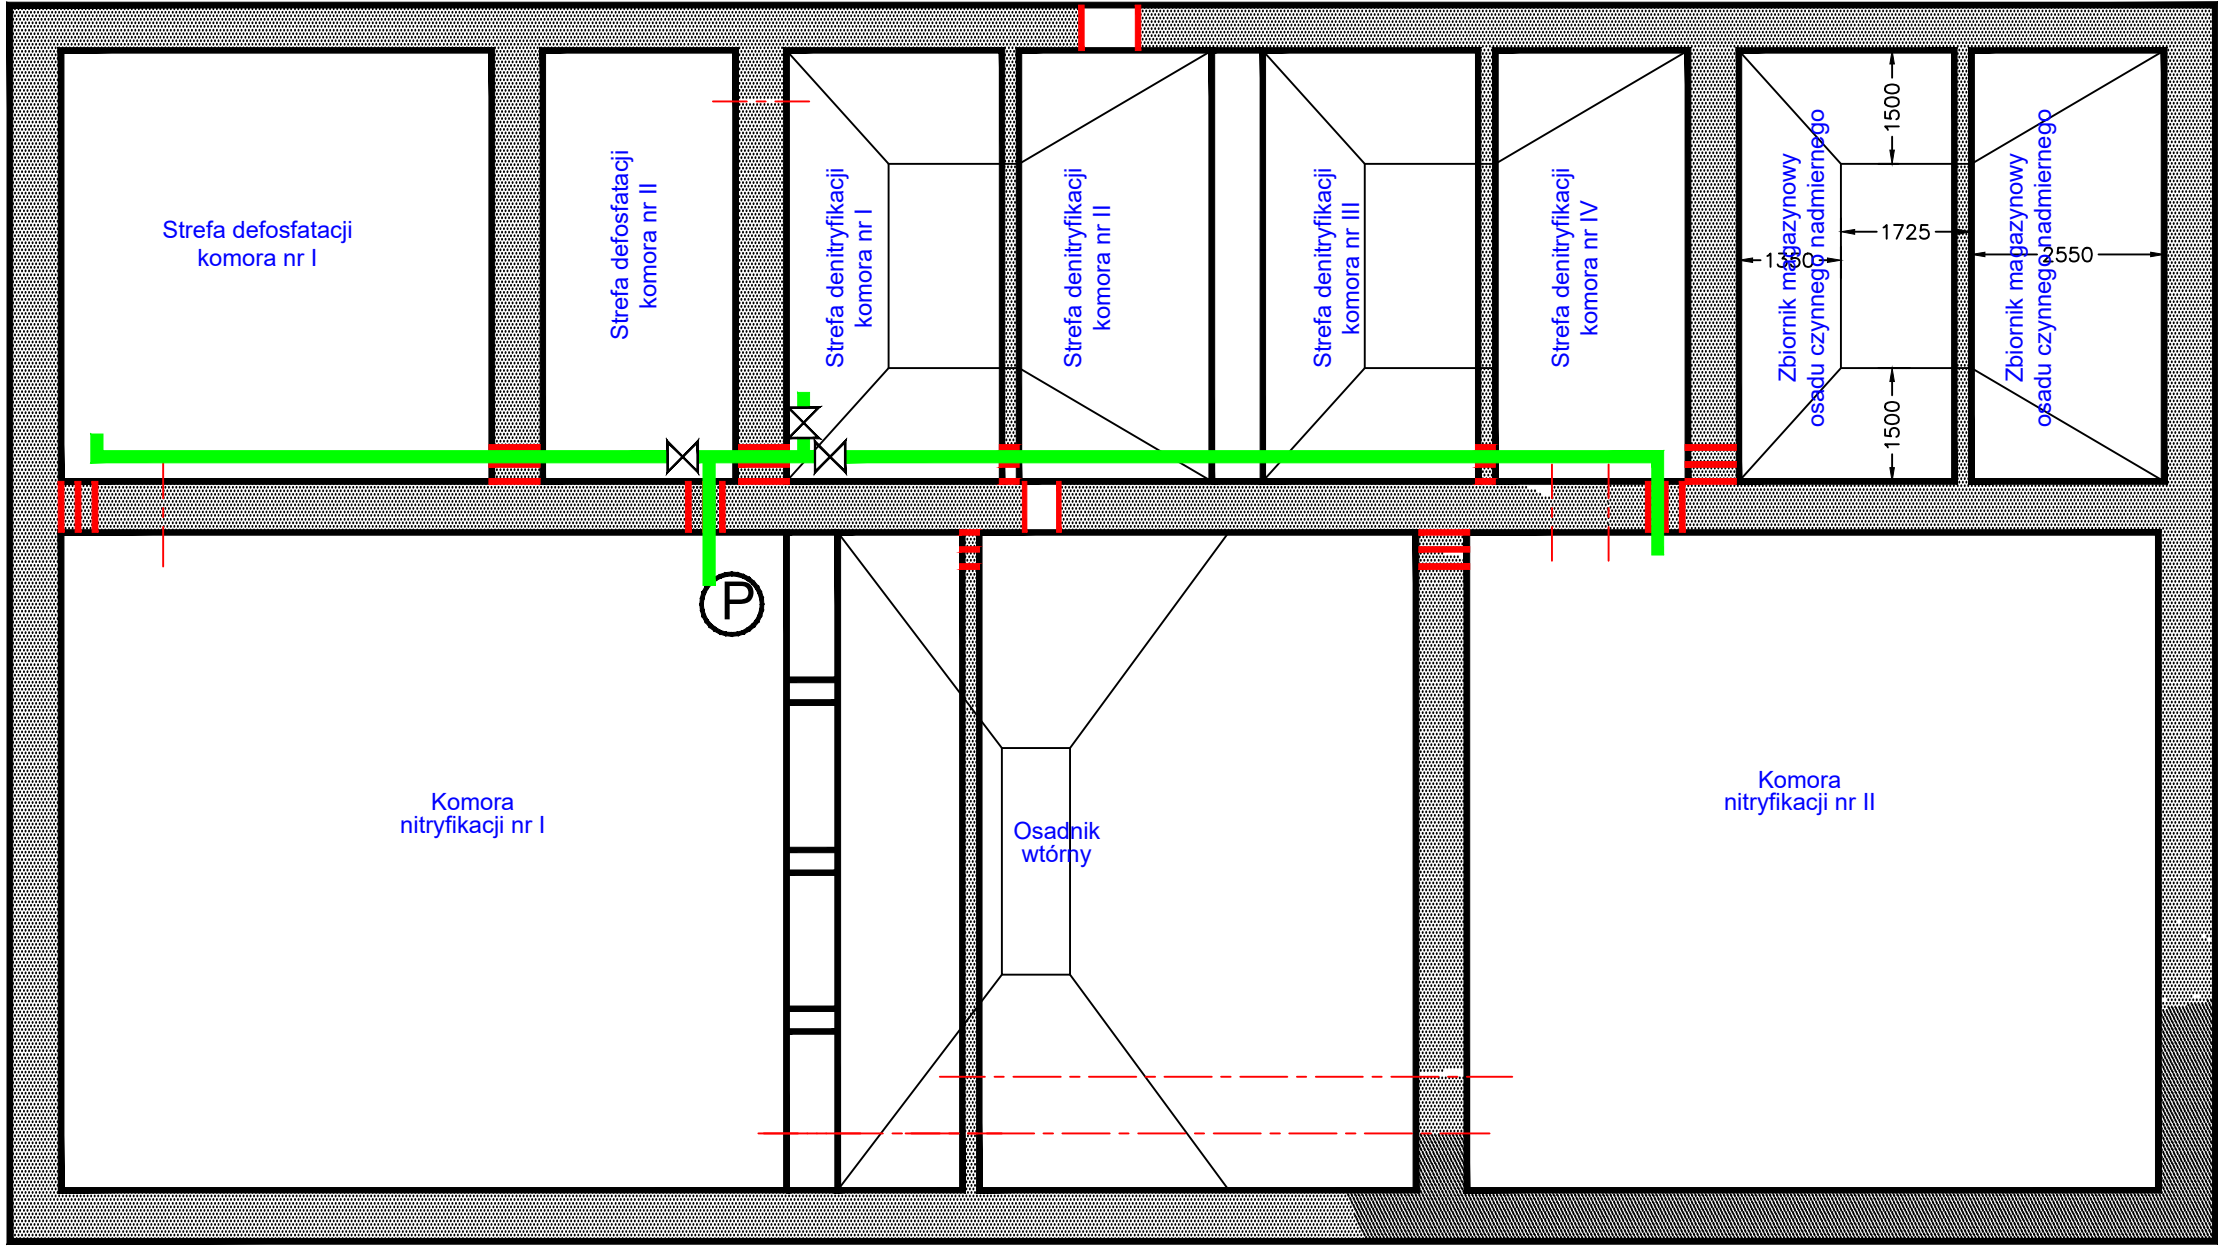 Strefa defosfatacji
komora nr I
Strefa defosfatacji
komora nr II
Strefa denitryfikacji
komora nr I
Strefa denitryfikacji
komora nr II
Strefa denitryfikacji
komora nr III
Strefa denitryfikacji
komora nr IV
Zbiornik magazynowy
osadu czynnego nadmiernego
1500
1725
1350
1500
Zbiornik magazynowy
osadu czynnego nadmiernego
2550
P
Komora
nitryfikacji nr I
Osadnik
wtórny
Komora
nitryfikacji nr II